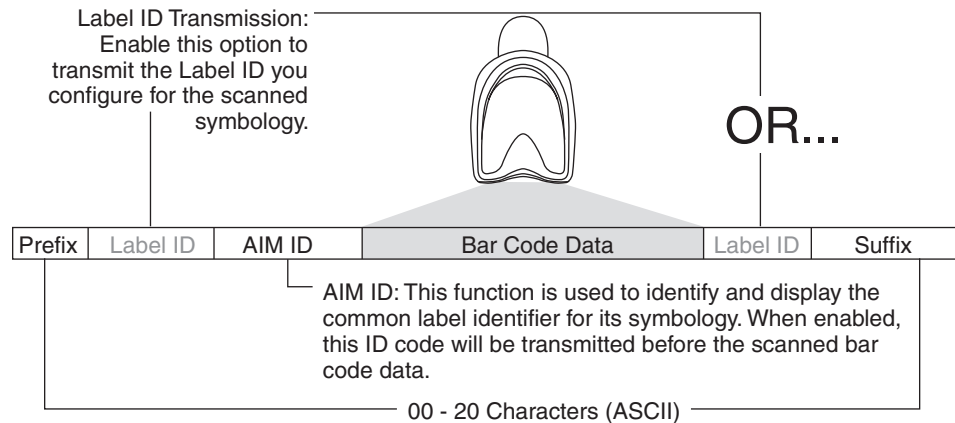 Label ID Transmission:
Enable this option to
transmit the Label ID you
configure for the scanned
symbology.
OR...
Prefix Label ID AIM ID Bar Code Data Label ID Suffix
AIM ID: This function is used to identify and display the
common label identifier for its symbology. When enabled,
this ID code will be transmitted before the scanned bar
code data.
00 - 20 Characters (ASCII)